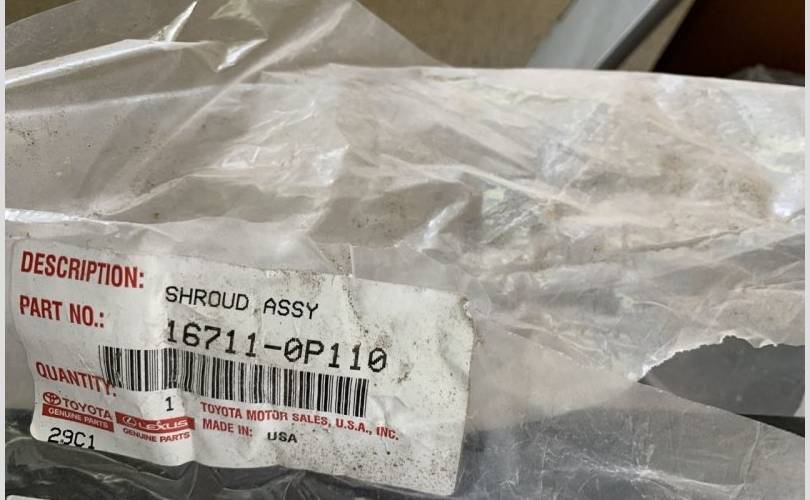 DESCRIPTION: SHROUD ASSY
PART NO.: 16711-0P110
QUANTITY: 1
TOYOTA
GENUINE PARTS
LEXUS
GENUINE PARTS
TOYOTA MOTOR SALES, U.S.A., INC.
MADE IN: USA
29C1